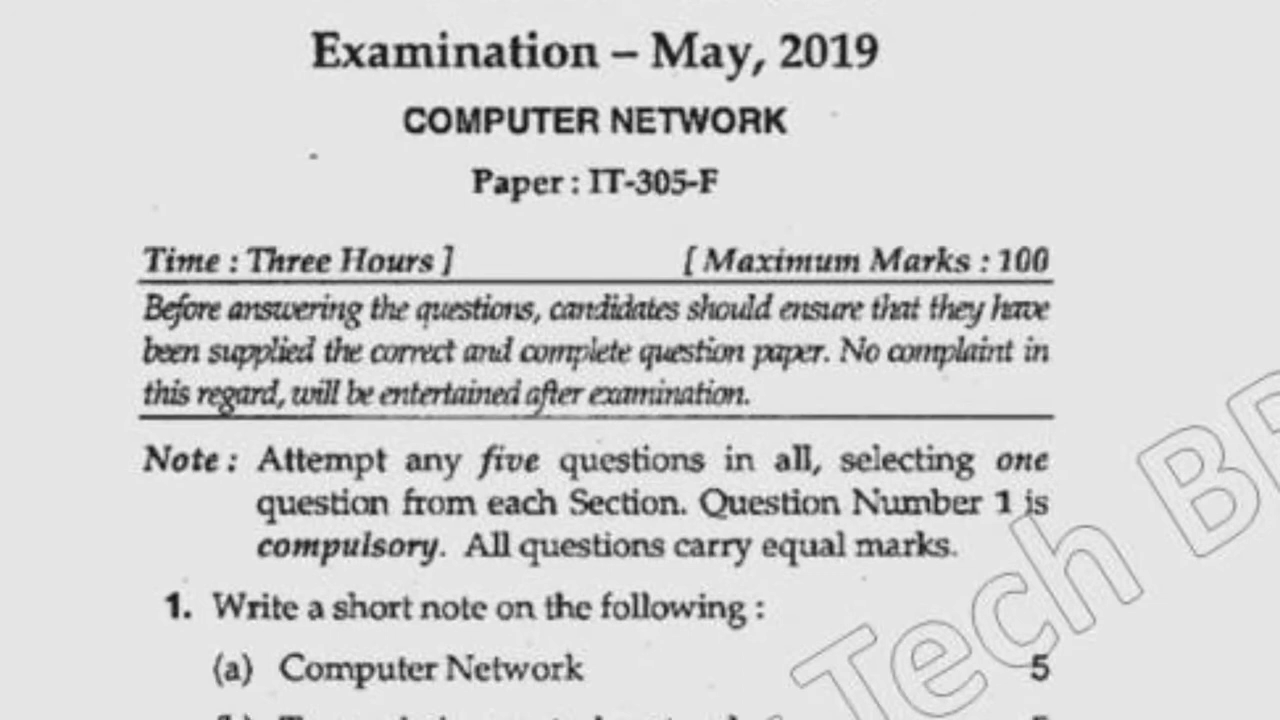 Examination – May, 2019
COMPUTER NETWORK
Paper : IT-305-F
Time : Three Hours ] [ Maximum Marks : 100
Before answering the questions, candidates should ensure that they have
been supplied the correct and complete question paper. No complaint in
this regard, will be entertained after examination.
Note : Attempt any five questions in all, selecting one
question from each Section. Question Number 1 is
compulsory. All questions carry equal marks.
1. Write a short note on the following :
(a) Computer Network 5
Tech